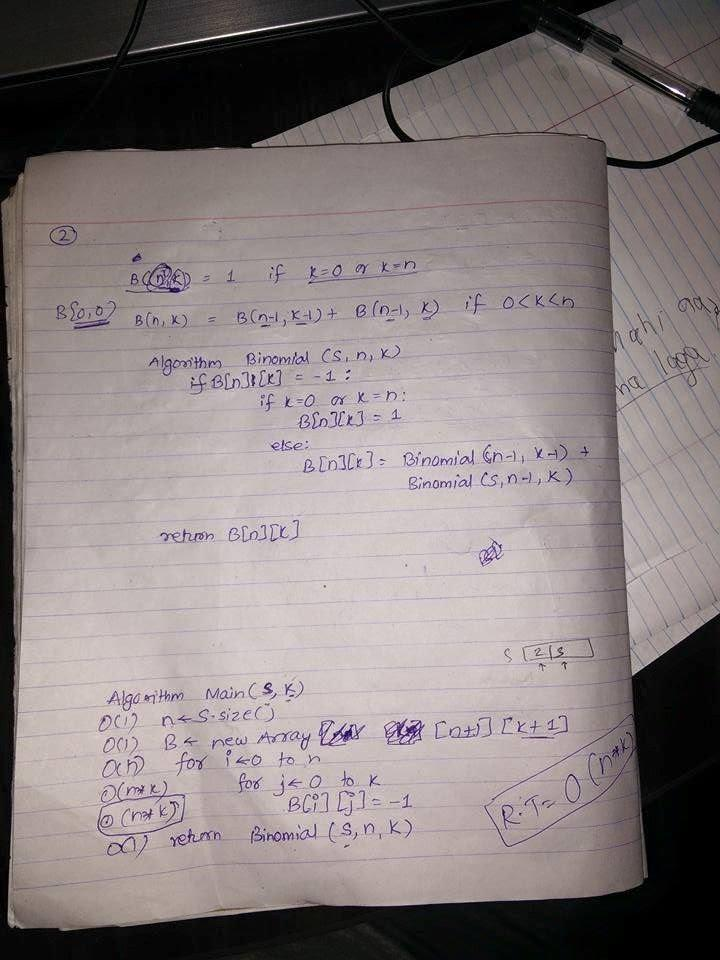 2
B(n, k) = 1 if k=0 or k=n
B[0,0) B(n, k) = B(n-1, k-1) + B(n-1, k) if 0<k<n
Algorithm Binomial (S, n, k)
if B[n][k] = -1 :
if k=0 or k=n:
B[n][k] = 1
else:
B[n][k] = Binomial (n-1, k-1) +
Binomial (S, n-1, k)
return B[n][k]
S 2 3
Algorithm Main(S, k)
O(1) n ← S.size()
O(1) B ← new Array [n+1] [k+1]
O(n) for i ← 0 to n
O(n*k) for j ← 0 to k
O(n*k) B[i][j] = -1
O(1) return Binomial (S, n, k)
R.T = O(n*k)
loga